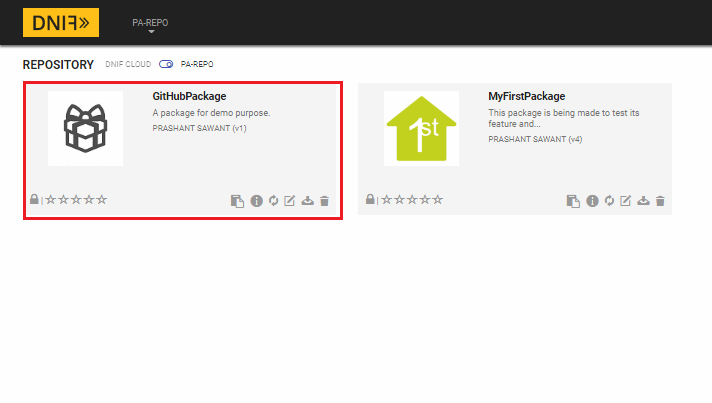 DNIF»
PA-REPO
REPOSITORY DNIF CLOUD PA-REPO
GitHubPackage
A package for demo purpose.
PRASHANT SAWANT (v1)
1st
MyFirstPackage
This package is being made to test its
feature and...
PRASHANT SAWANT (v4)